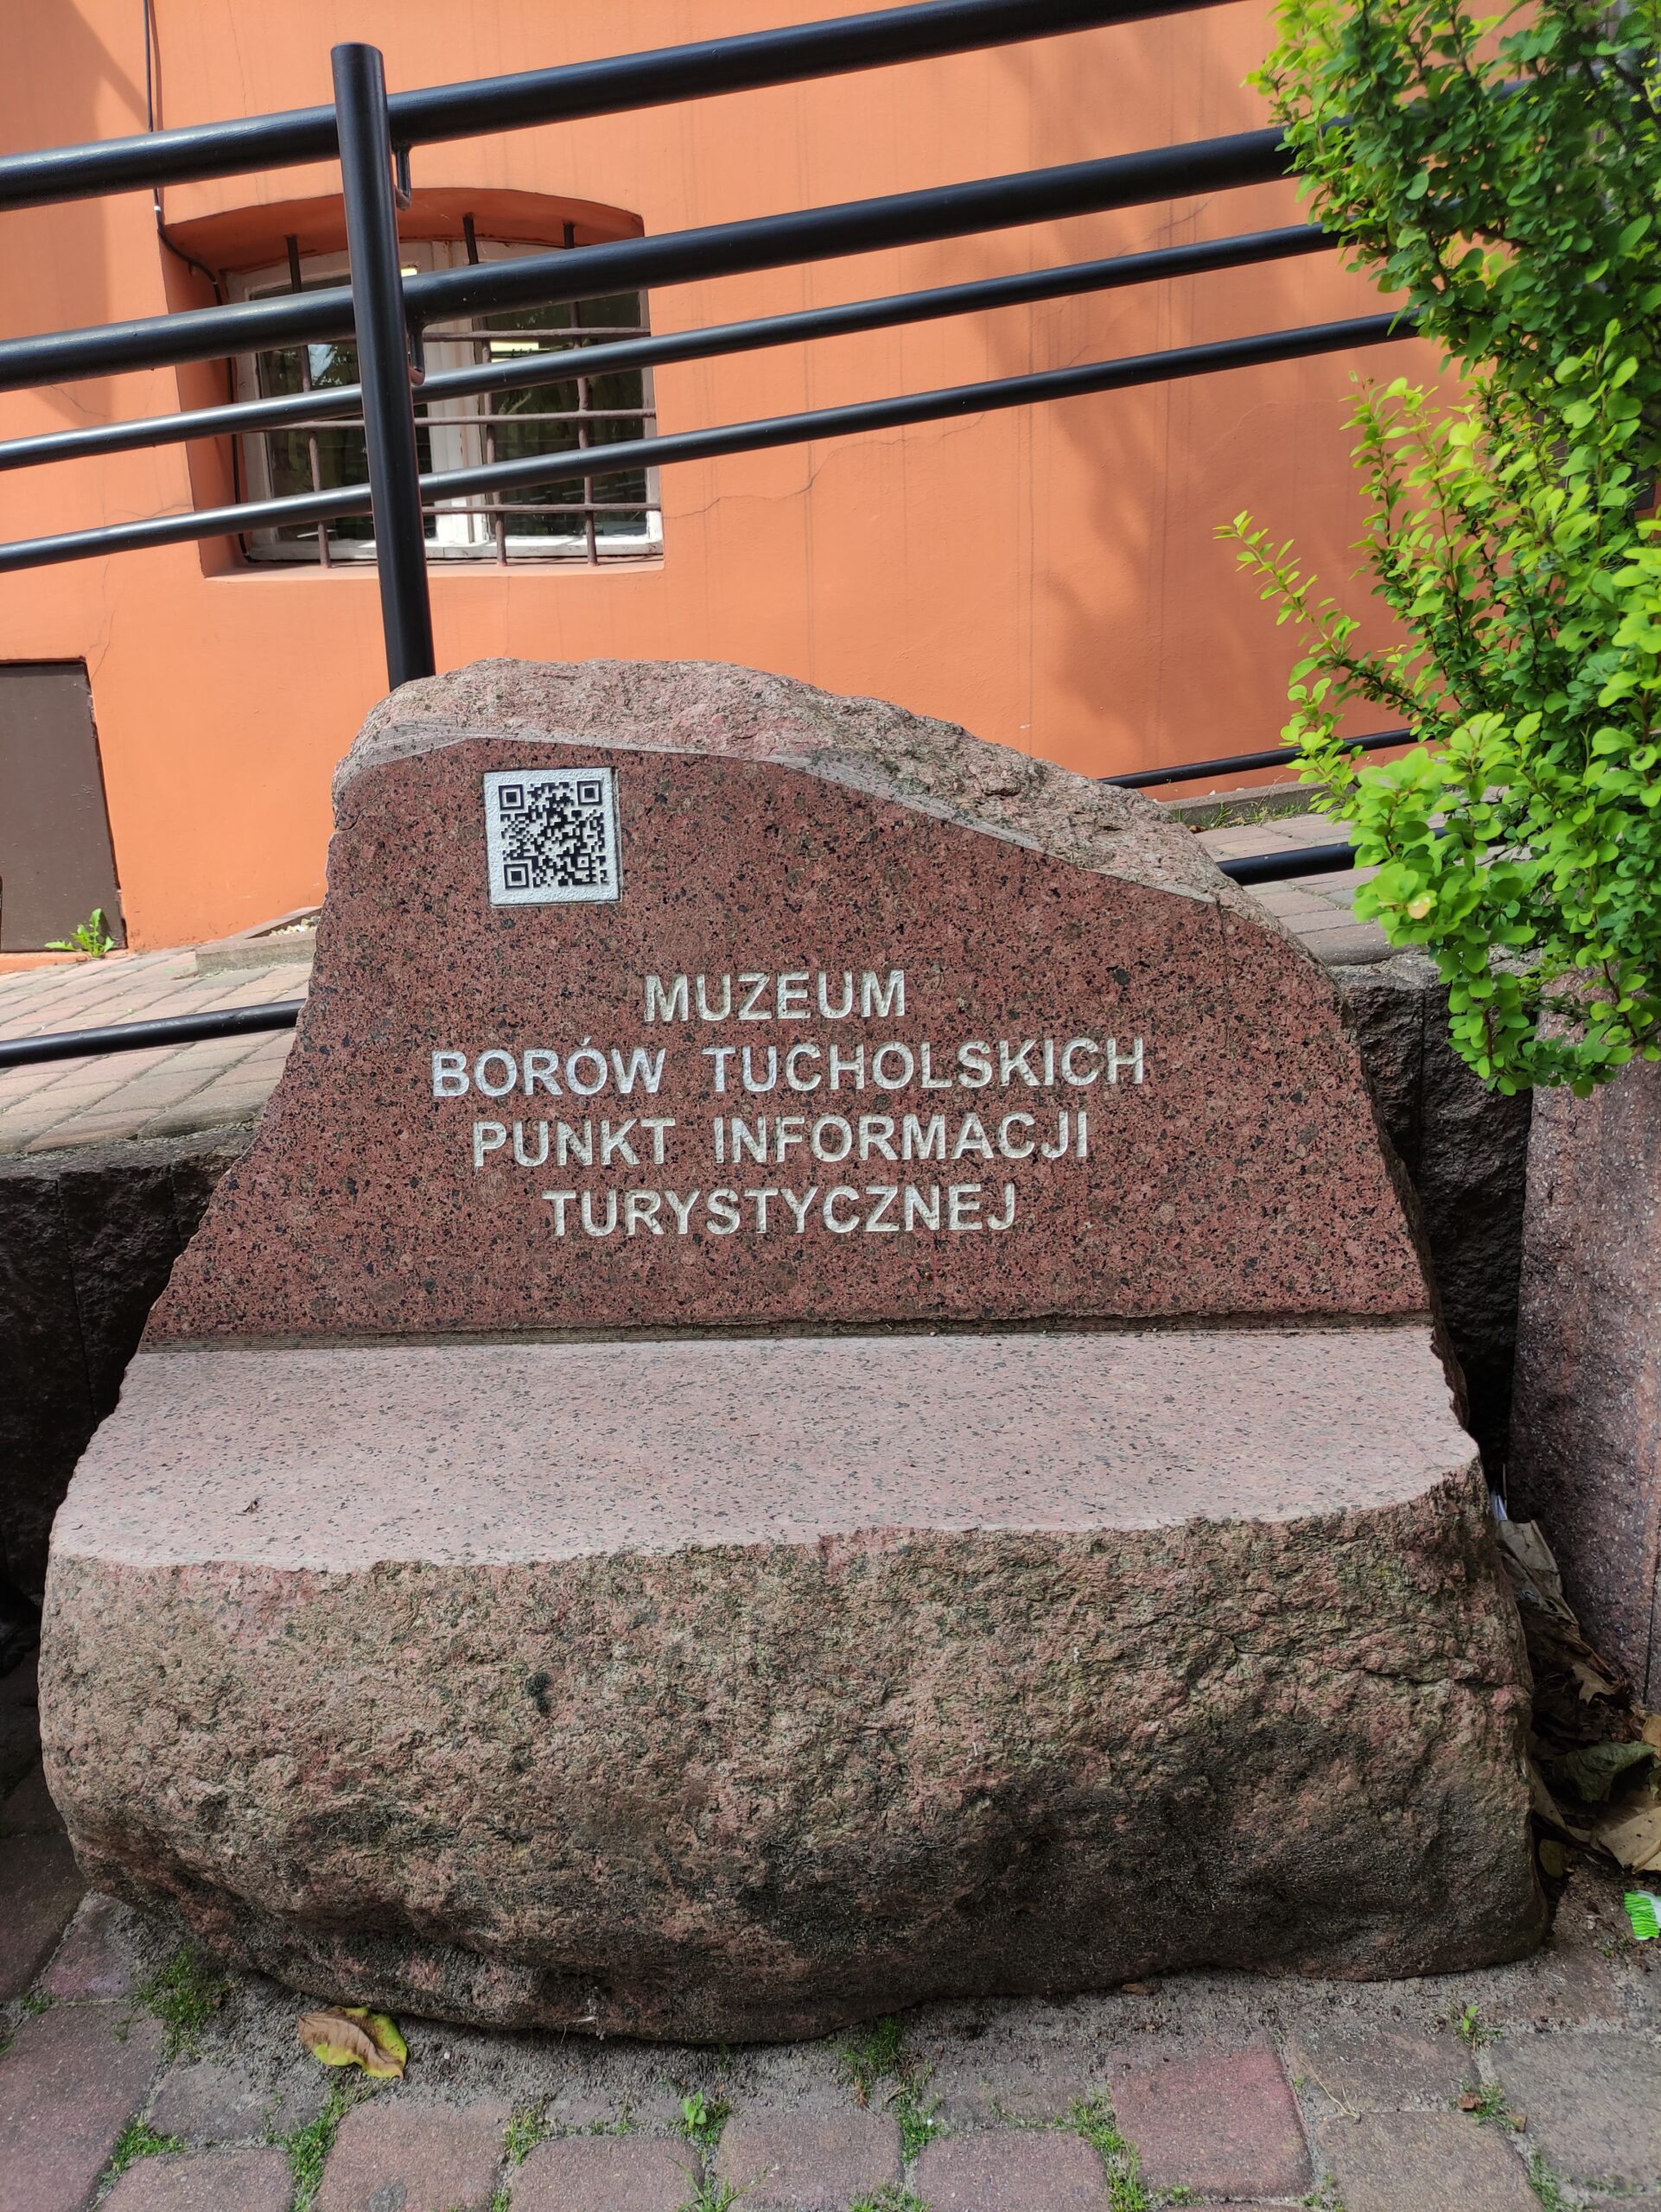 MUZEUM
BORÓW TUCHOLSKICH
PUNKT INFORMACJI
TURYSTYCZNEJ